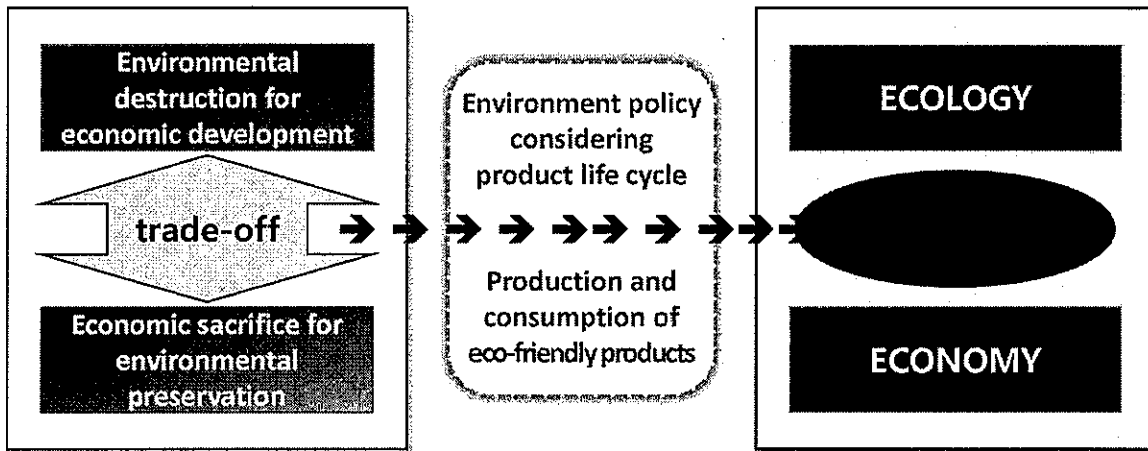 Environmental
destruction for
economic development
trade-off
Economic sacrifice for
environmental
preservation
Environment policy
considering
product life cycle
Production and
consumption of
eco-friendly products
ECOLOGY
ECONOMY